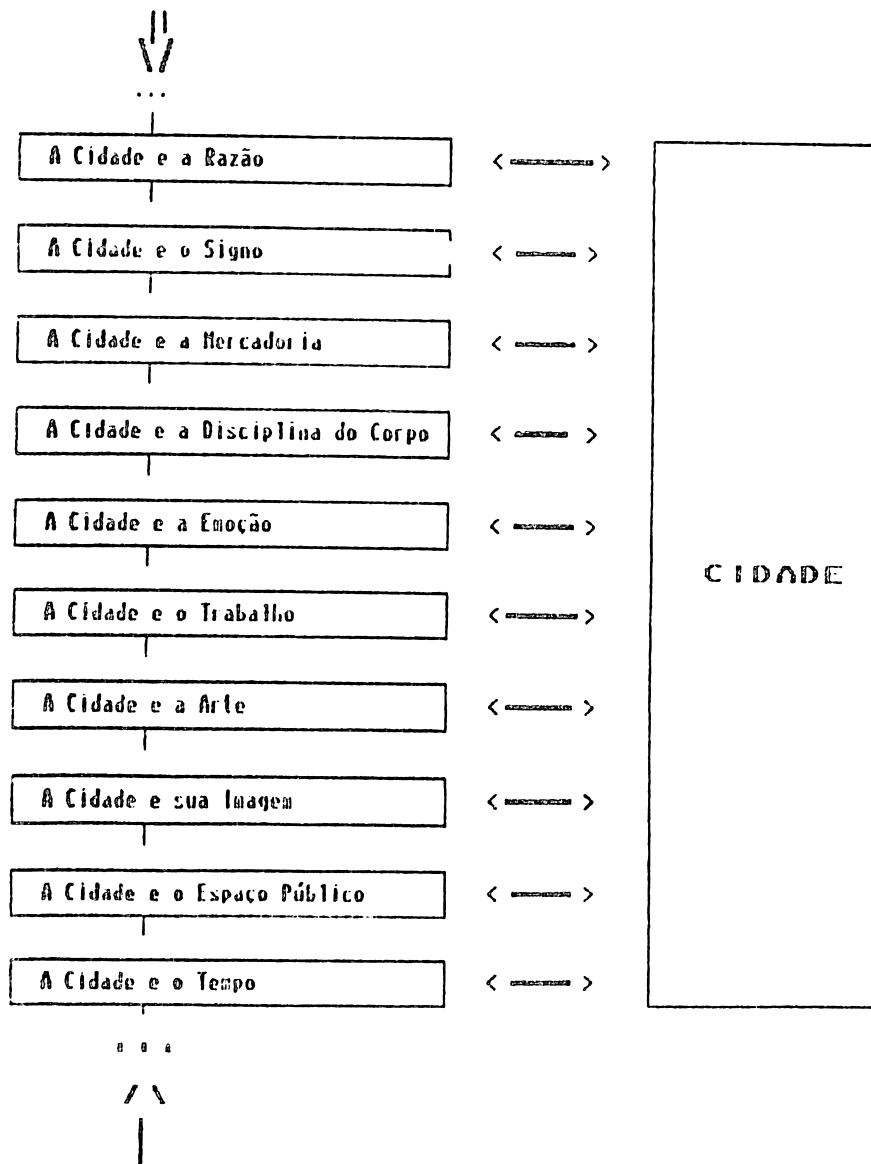 ...
A Cidade e a Razão
A Cidade e o Signo
A Cidade e a Mercadoria
A Cidade e a Disciplina do Corpo
A Cidade e a Emoção
A Cidade e o Trabalho
A Cidade e a Arte
A Cidade e sua Imagem
A Cidade e o Espaço Público
A Cidade e o Tempo
...
CIDADE